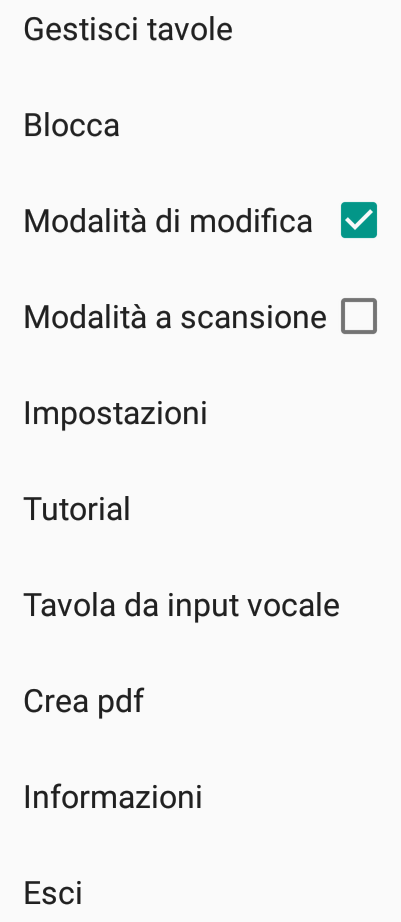 Gestisci tavole
Blocca
Modalità di modifica
Modalità a scansione
Impostazioni
Tutorial
Tavola da input vocale
Crea pdf
Informazioni
Esci